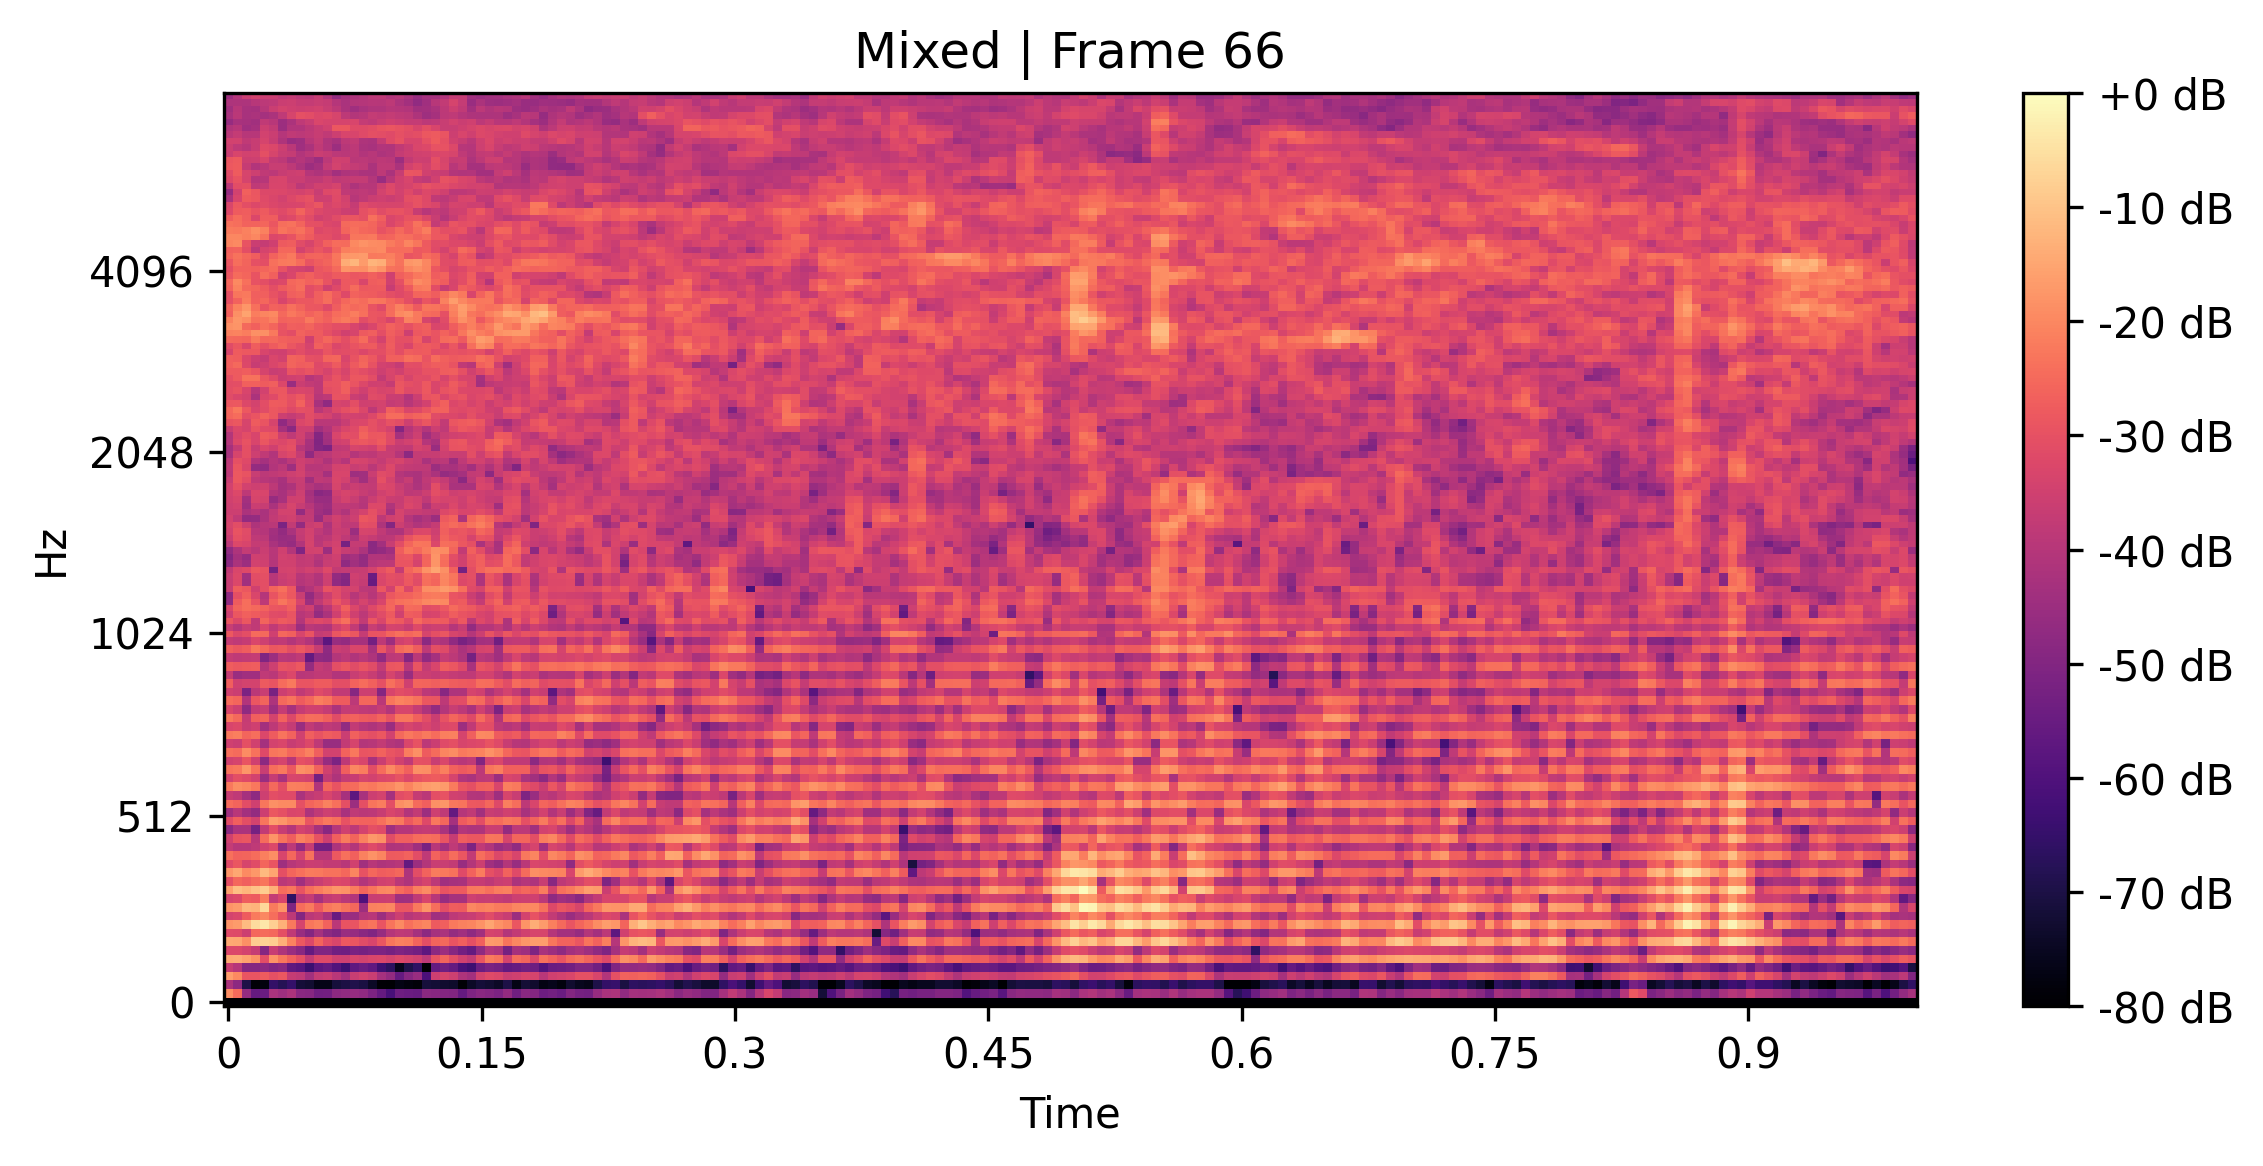 Mixed | Frame 66
Hz
4096
2048
1024
512
0
0 0.15 0.3 0.45 0.6 0.75 0.9
Time
+0 dB
-10 dB
-20 dB
-30 dB
-40 dB
-50 dB
-60 dB
-70 dB
-80 dB